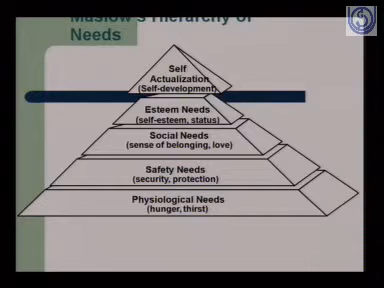 Maslow's Hierarchy of
Needs
Self
Actualization
(Self-development)
Esteem Needs
(self-esteem, status)
Social Needs
(sense of belonging, love)
Safety Needs
(security, protection)
Physiological Needs
(hunger, thirst)